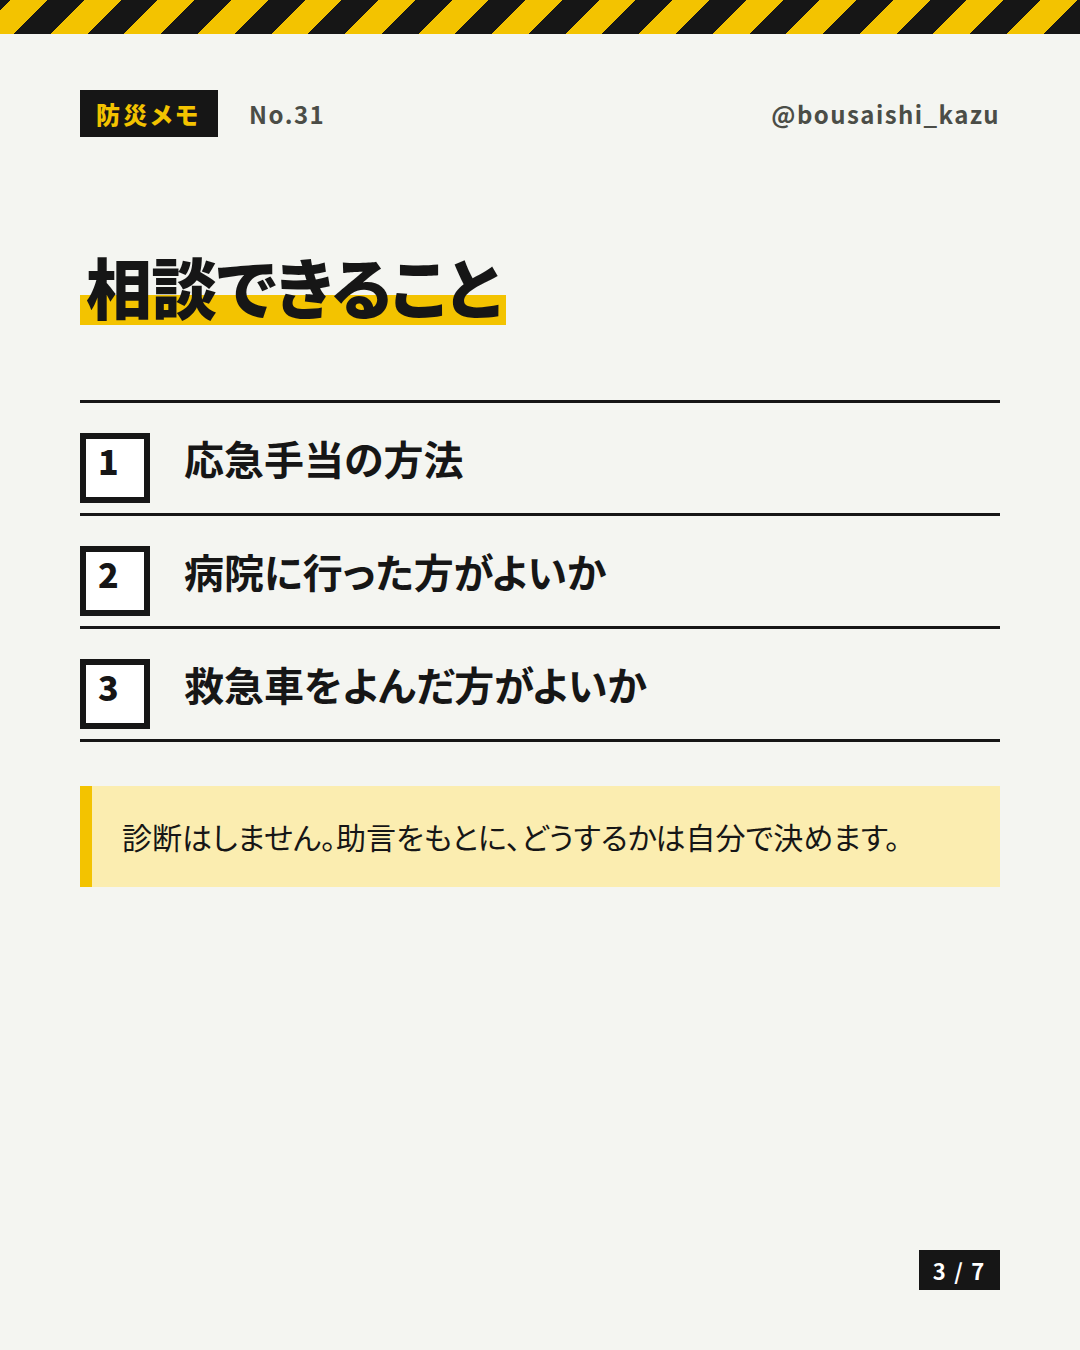 防災メモ No.31 @bousaishi_kazu
相談できること
1 応急手当の方法
2 病院に行った方がよいか
3 救急車をよんだ方がよいか
診断はしません。助言をもとに、どうするかは自分で決めます。
3 / 7